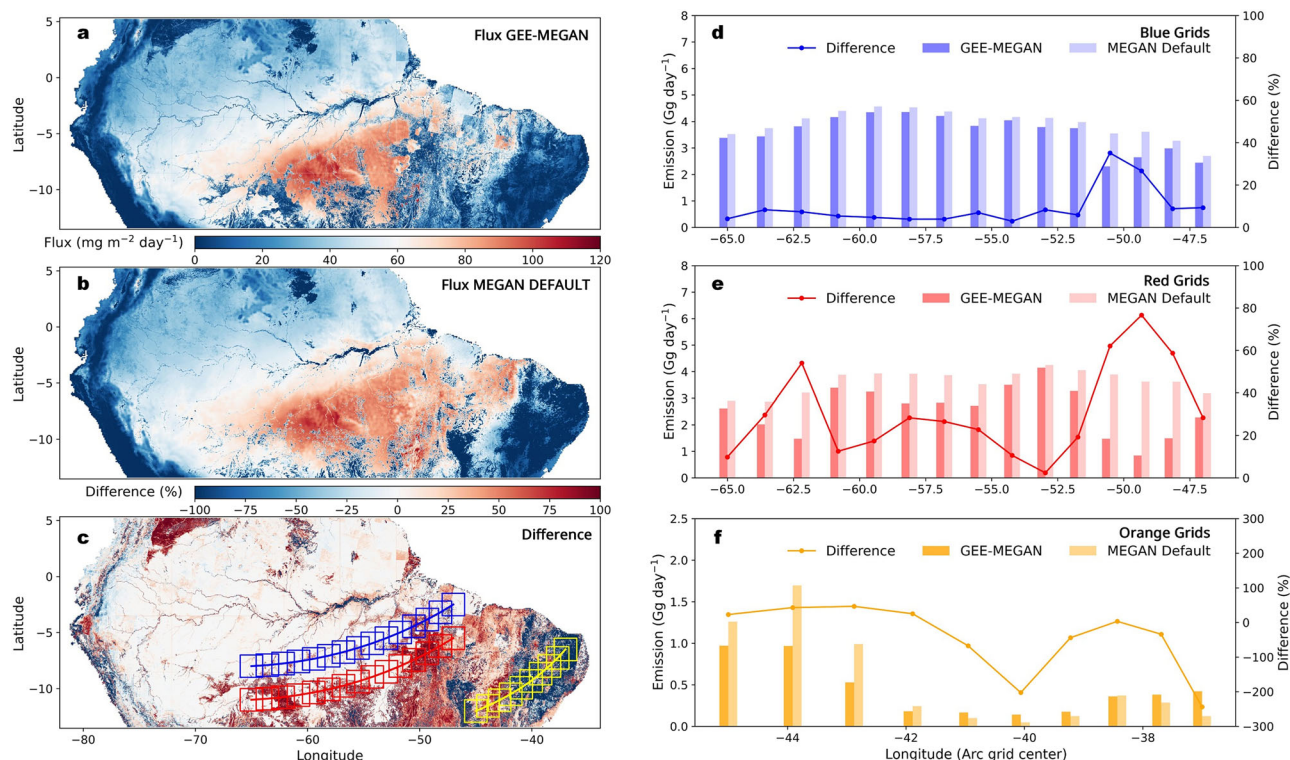 a
Flux GEE-MEGAN
5
0
−5
−10
Latitude
Flux (mg m⁻² day⁻¹)
0 20 40 60 80 100 120
b
Flux MEGAN DEFAULT
5
0
−5
−10
Latitude
Difference (%)
−100 −75 −50 −25 0 25 50 75 100
c
Difference
5
0
−5
−10
Latitude
−80 −70 −60 −50 −40
Longitude
d
Blue Grids
Difference GEE-MEGAN MEGAN Default
8
7
6
5
4
3
2
1
0
Emission (Gg day⁻¹)
100
80
60
40
20
0
Difference (%)
−65.0 −62.5 −60.0 −57.5 −55.0 −52.5 −50.0 −47.5
e
Red Grids
Difference GEE-MEGAN MEGAN Default
8
7
6
5
4
3
2
1
0
Emission (Gg day⁻¹)
100
80
60
40
20
0
Difference (%)
−65.0 −62.5 −60.0 −57.5 −55.0 −52.5 −50.0 −47.5
f
Orange Grids
Difference GEE-MEGAN MEGAN Default
2.5
2.0
1.5
1.0
0.5
0.0
Emission (Gg day⁻¹)
300
200
100
0
−100
−200
−300
Difference (%)
−44 −42 −40 −38
Longitude (Arc grid center)